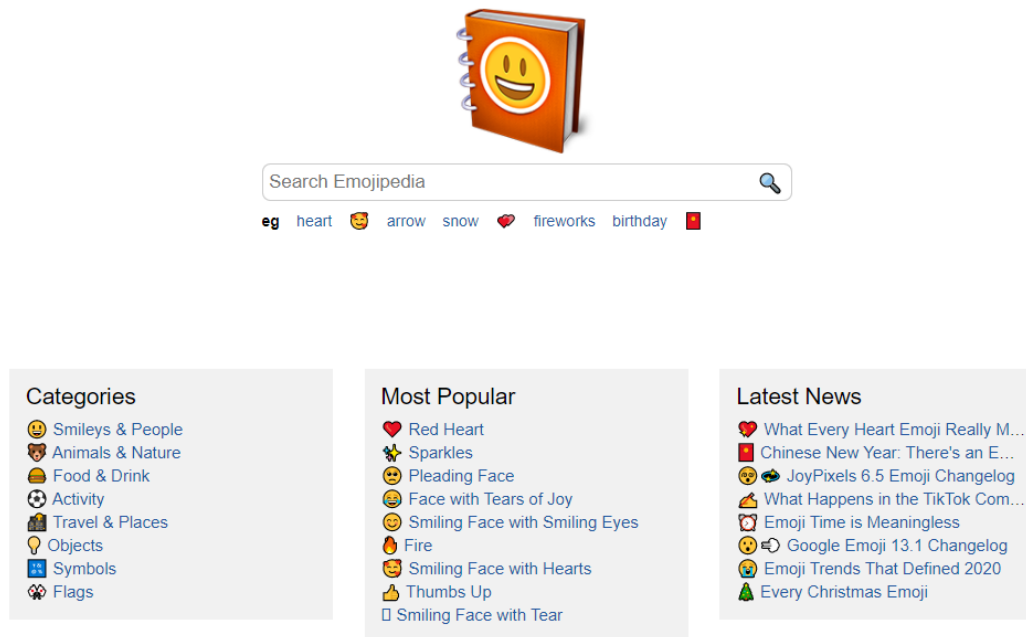 Search Emojipedia
eg heart 🥰 arrow snow 💕 fireworks birthday 🧧
Categories
😃 Smileys & People
🐻 Animals & Nature
🍔 Food & Drink
⚽ Activity
🌇 Travel & Places
💡 Objects
🔣 Symbols
🎌 Flags
Most Popular
❤️ Red Heart
✨ Sparkles
🥺 Pleading Face
😂 Face with Tears of Joy
😊 Smiling Face with Smiling Eyes
🔥 Fire
🥰 Smiling Face with Hearts
👍 Thumbs Up
▯ Smiling Face with Tear
Latest News
💖 What Every Heart Emoji Really M...
🧧 Chinese New Year: There's an E...
😵💫 JoyPixels 6.5 Emoji Changelog
✍️ What Happens in the TikTok Com...
⏰ Emoji Time is Meaningless
😮💨 Google Emoji 13.1 Changelog
😭 Emoji Trends That Defined 2020
🎄 Every Christmas Emoji